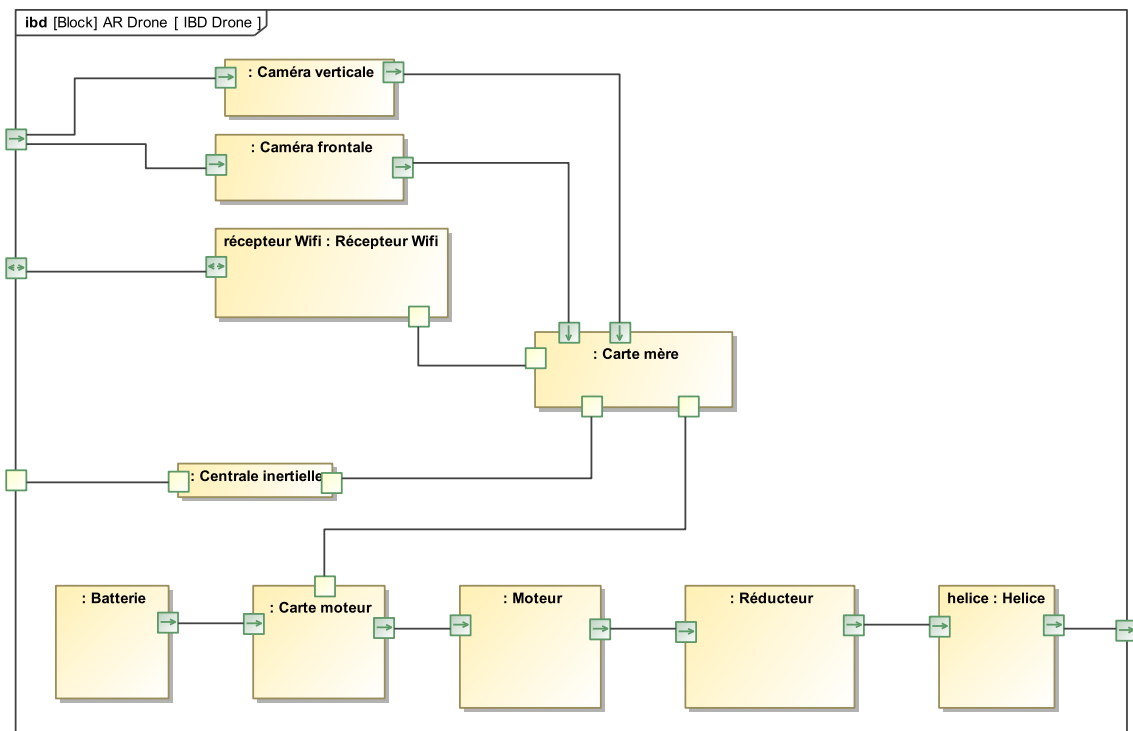 ibd [Block] AR Drone [ IBD Drone ]
: Caméra verticale
: Caméra frontale
récepteur Wifi : Récepteur Wifi
: Carte mère
: Centrale inertielle
: Batterie
: Carte moteur
: Moteur
: Réducteur
helice : Helice